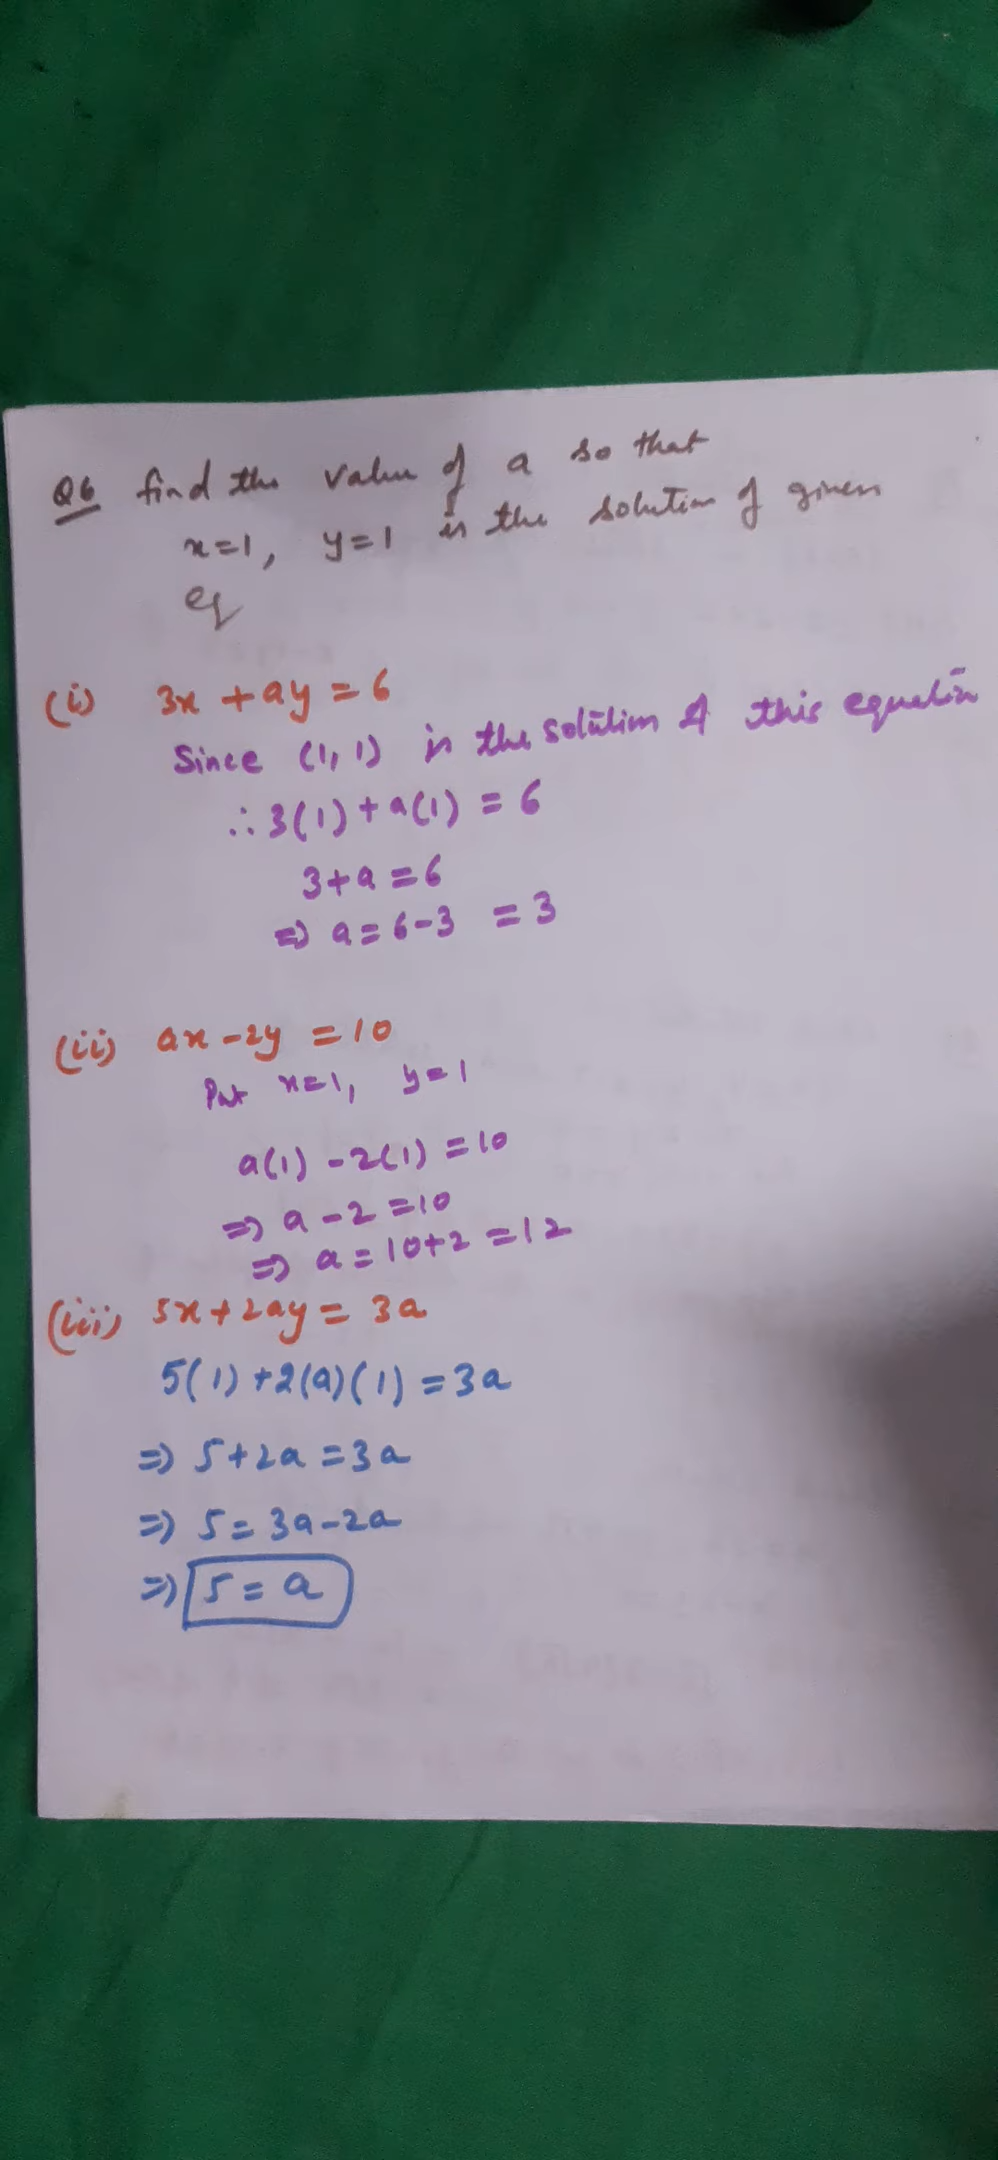 Q6 find the value of a so that
x=1, y=1 is the solution of given
eq
(i) 3x + ay = 6
Since (1, 1) is the solution of this equation
∴ 3(1) + a(1) = 6
3+a = 6
⇒ a = 6-3 = 3
(ii) ax - 2y = 10
Put x=1, y=1
a(1) - 2(1) = 10
⇒ a - 2 = 10
⇒ a = 10+2 = 12
(iii) 5x + 2ay = 3a
5(1) + 2(a)(1) = 3a
⇒ 5+2a = 3a
⇒ 5 = 3a-2a
⇒ 5 = a